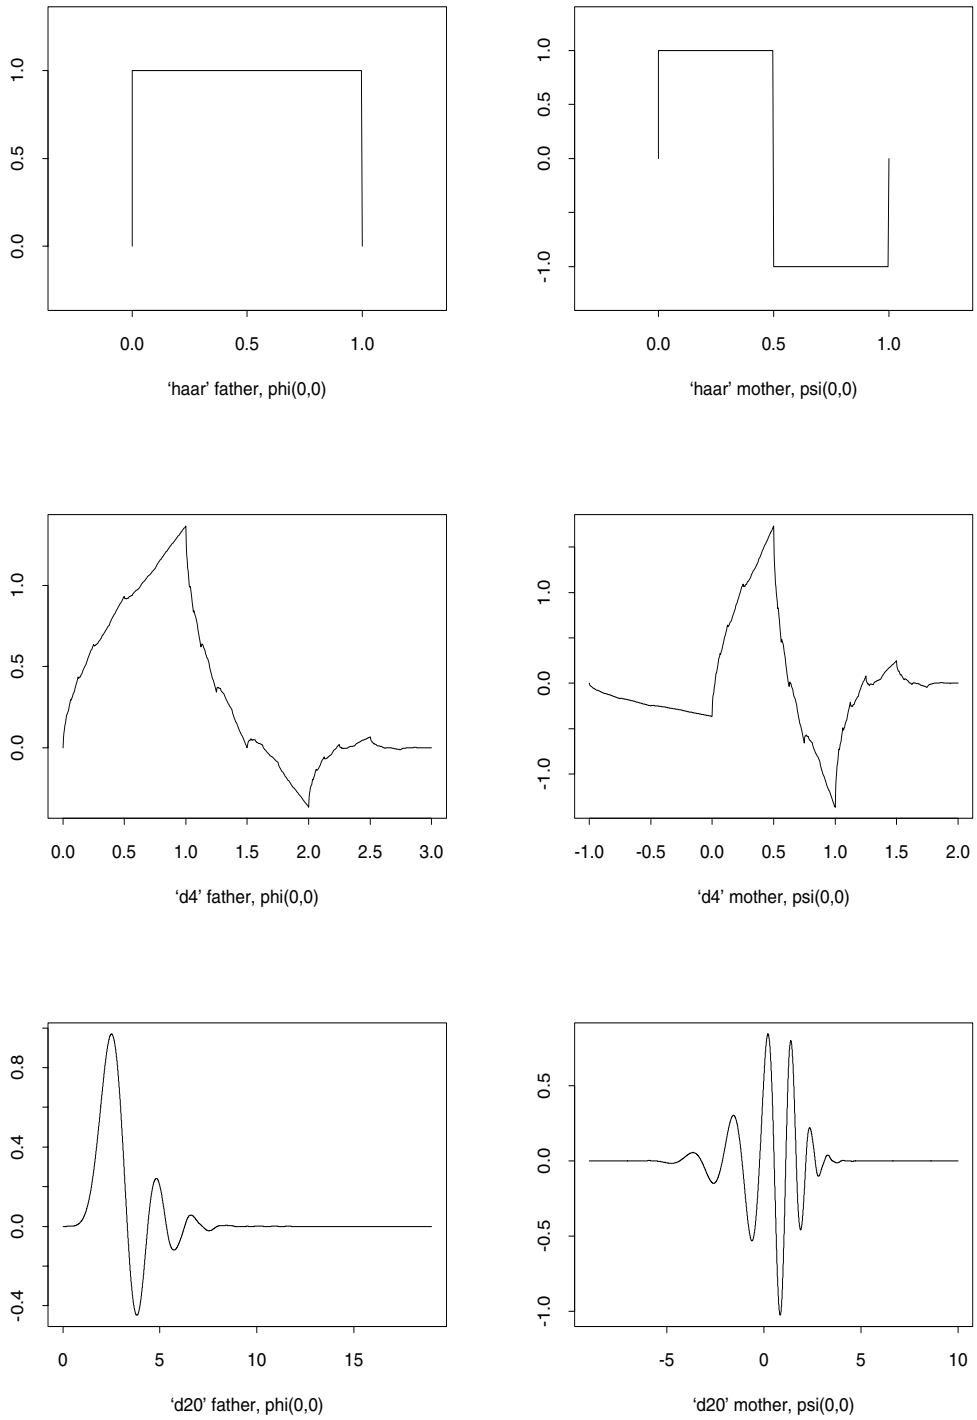 1.0
0.5
0.0
0.0 0.5 1.0
‘haar’ father, phi(0,0)
1.0
0.5
0.0
-1.0
0.0 0.5 1.0
‘haar’ mother, psi(0,0)
1.0
0.5
0.0
0.0 0.5 1.0 1.5 2.0 2.5 3.0
‘d4’ father, phi(0,0)
1.0
0.0
-1.0
-1.0 -0.5 0.0 0.5 1.0 1.5 2.0
‘d4’ mother, psi(0,0)
0.8
0.4
0.0
-0.4
0 5 10 15
‘d20’ father, phi(0,0)
0.5
0.0
-0.5
-1.0
-5 0 5 10
‘d20’ mother, psi(0,0)